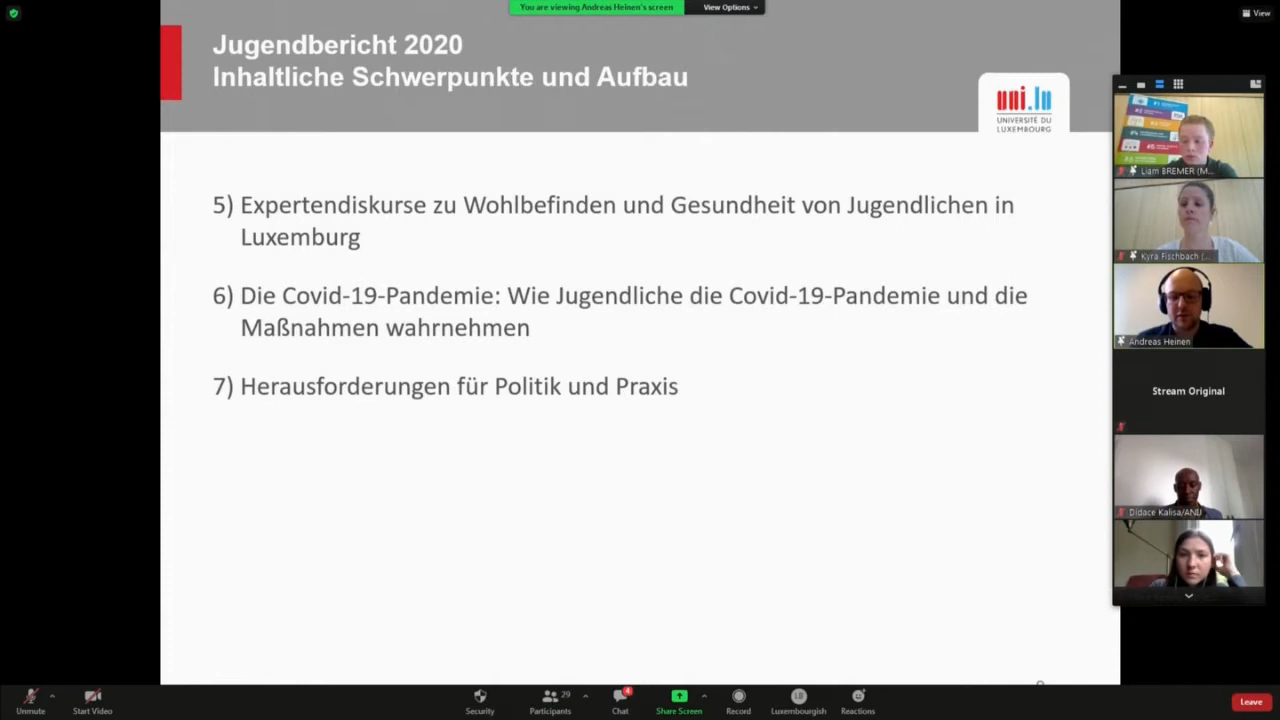 You are viewing Andreas Heinen's screen
View Options
View
Jugendbericht 2020
Inhaltliche Schwerpunkte und Aufbau
uni.lu
UNIVERSITÉ DU
LUXEMBOURG
5) Expertendiskurse zu Wohlbefinden und Gesundheit von Jugendlichen in
Luxemburg
6) Die Covid-19-Pandemie: Wie Jugendliche die Covid-19-Pandemie und die
Maßnahmen wahrnehmen
7) Herausforderungen für Politik und Praxis
Liam BREMER (M...
Kyra Fischbach (...
Andreas Heinen
Stream Original
Didace Kalisa/ANIJ
Unmute
Start Video
Security
Participants
29
Chat
4
Share Screen
Record
Luxembourgish
Reactions
Leave